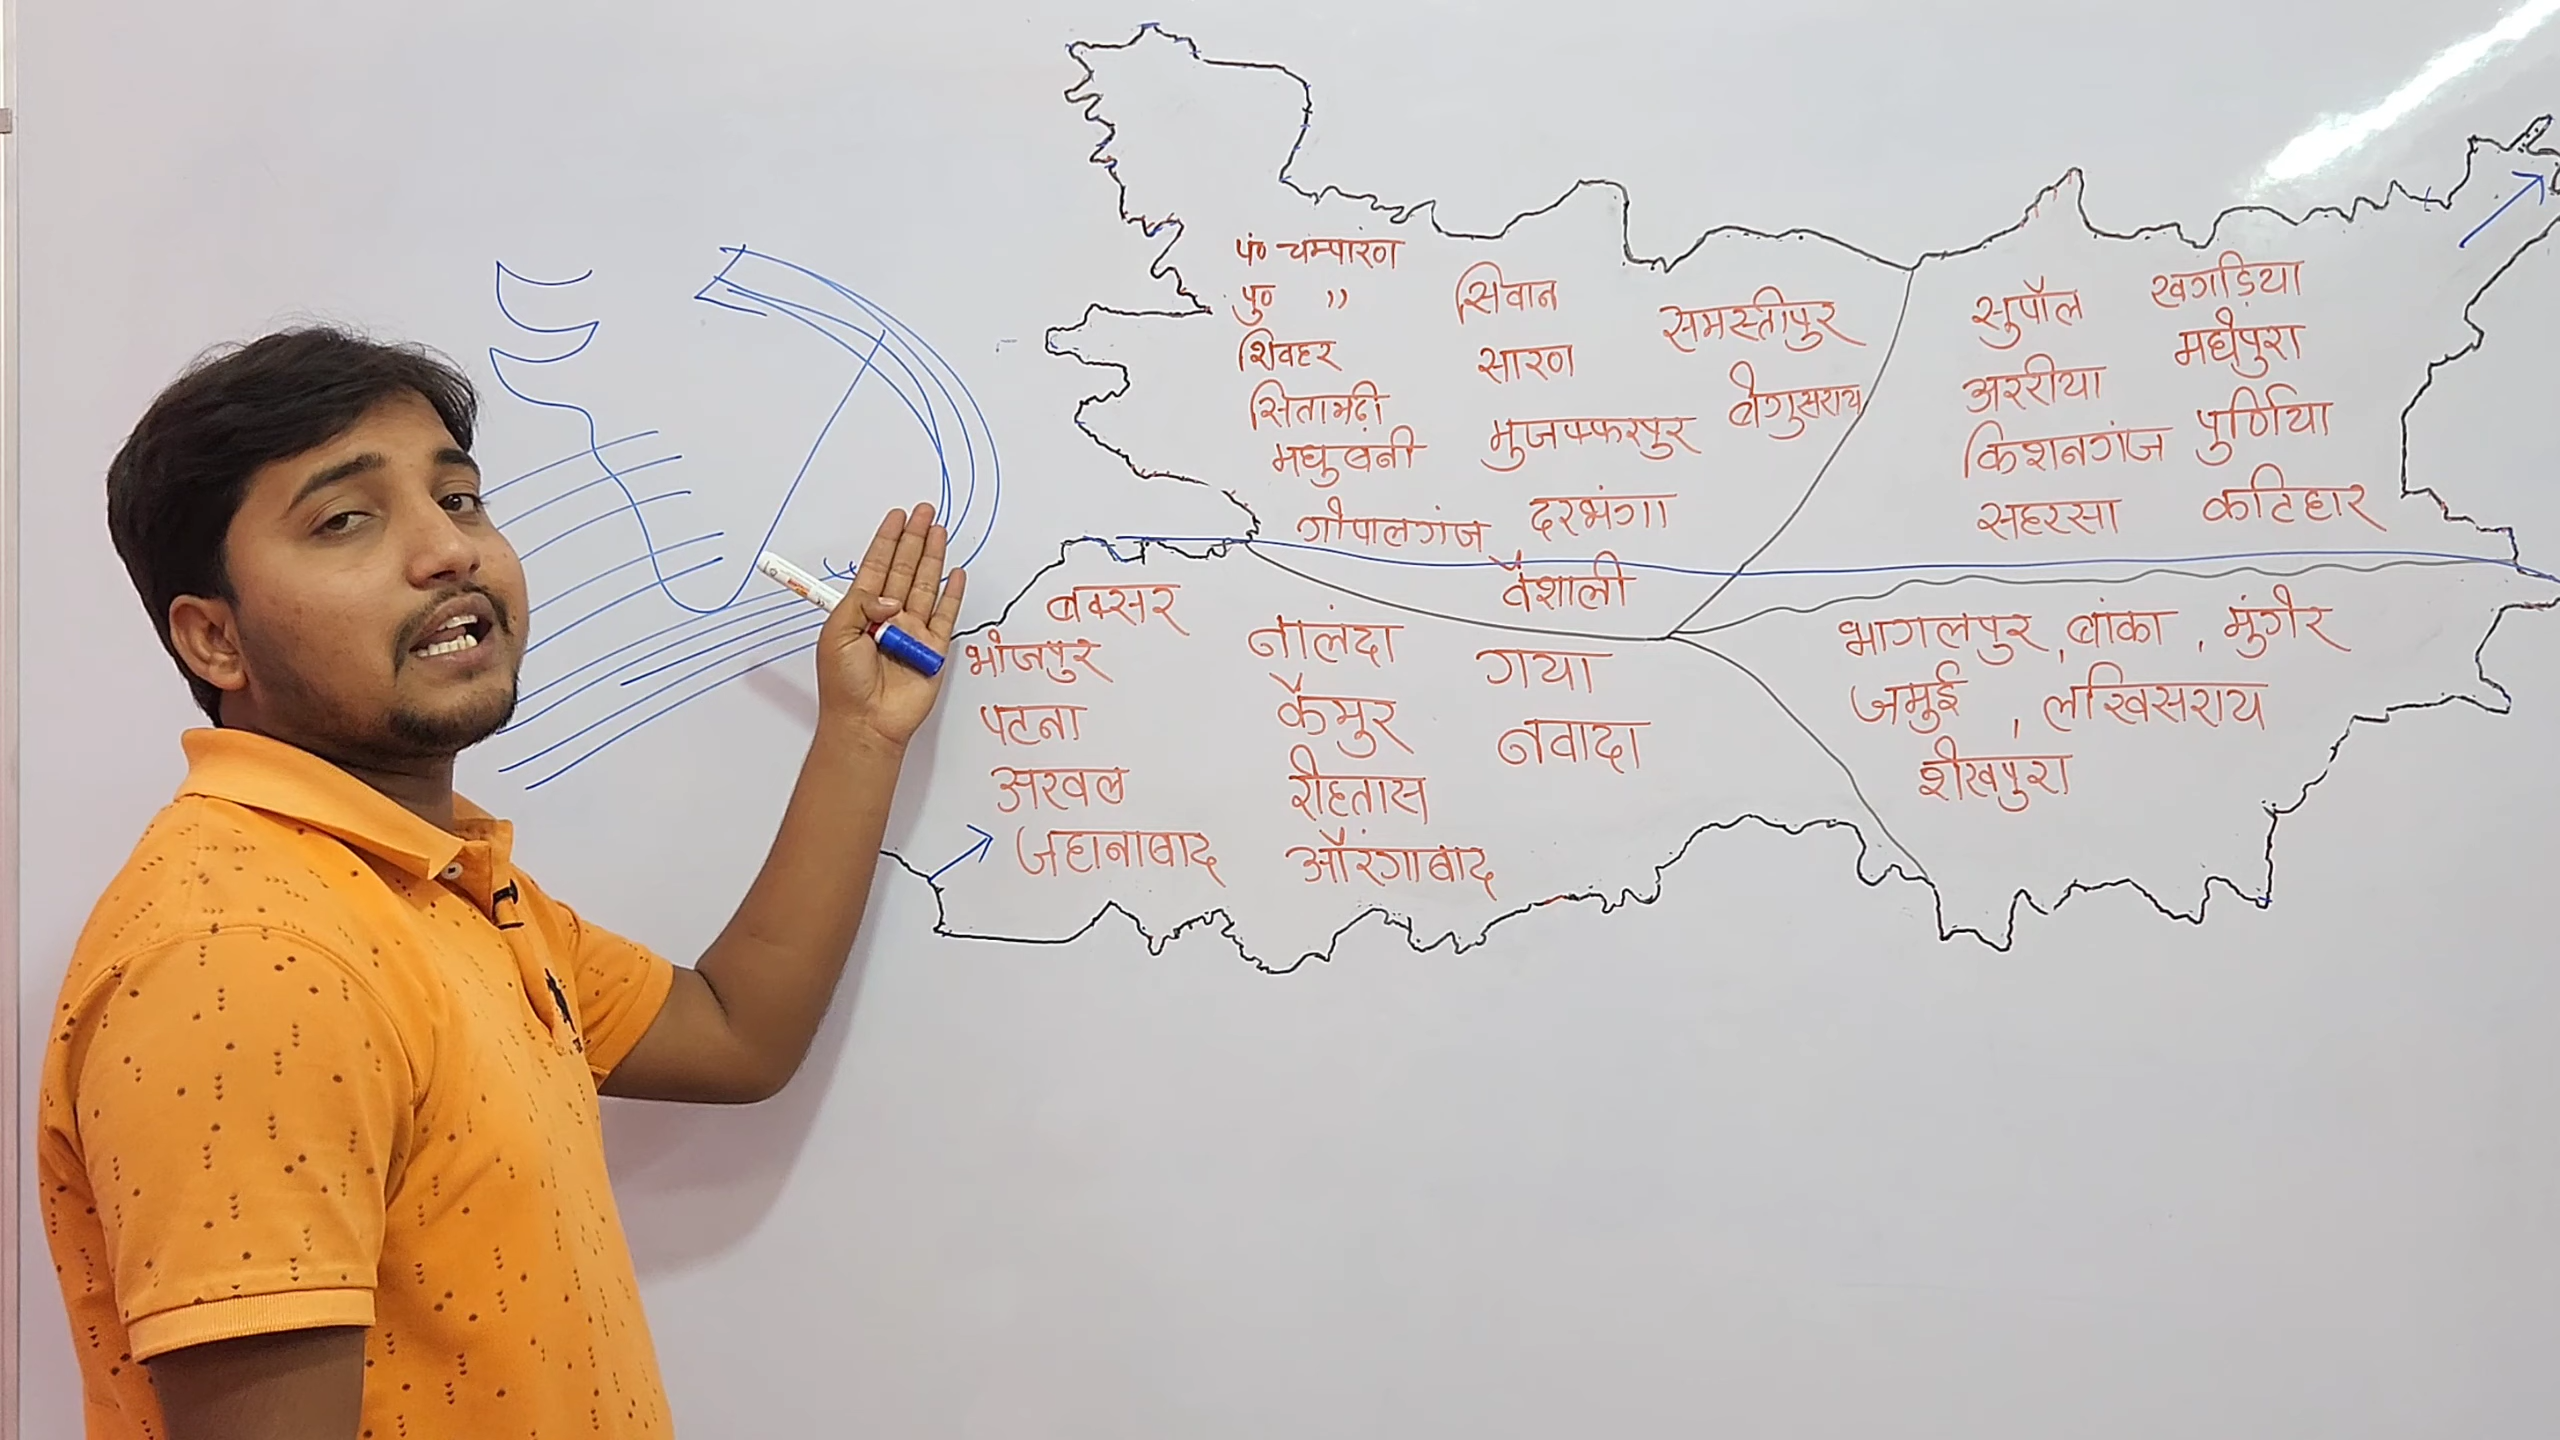 पं० चम्पारण
पु० ,,
शिवहर
सितामढ़ी
मधुबनी
गोपालगंज
सिवान
सारण
मुजफ्फरपुर
दरभंगा
वैशाली
समस्तीपुर
बेगुसराय
सुपौल
अररीया
किशनगंज
सहरसा
खगड़िया
मधेपुरा
पुर्णिया
कटिहार
बक्सर
भोजपुर
पटना
अरवल
जहानाबाद
नालंदा
कैमुर
रोहतास
औरंगाबाद
गया
नवादा
भागलपुर, बांका, मुंगेर
जमुई, लखिसराय
शेखपुरा